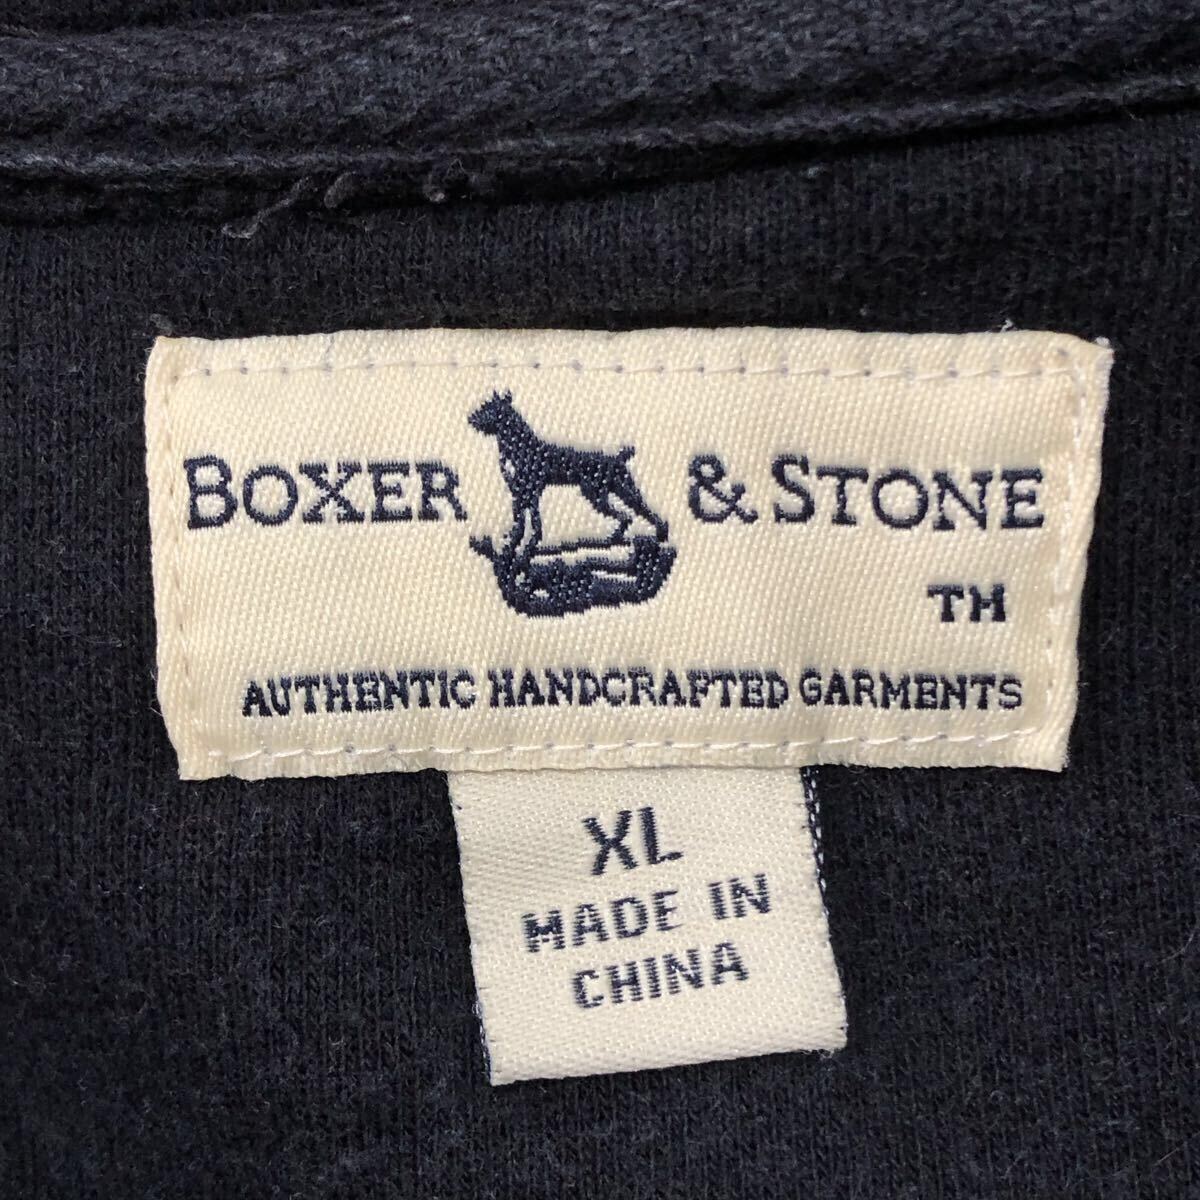 BOXER & STONE
TH
AUTHENTIC HANDCRAFTED GARMENTS
XL
MADE IN
CHINA